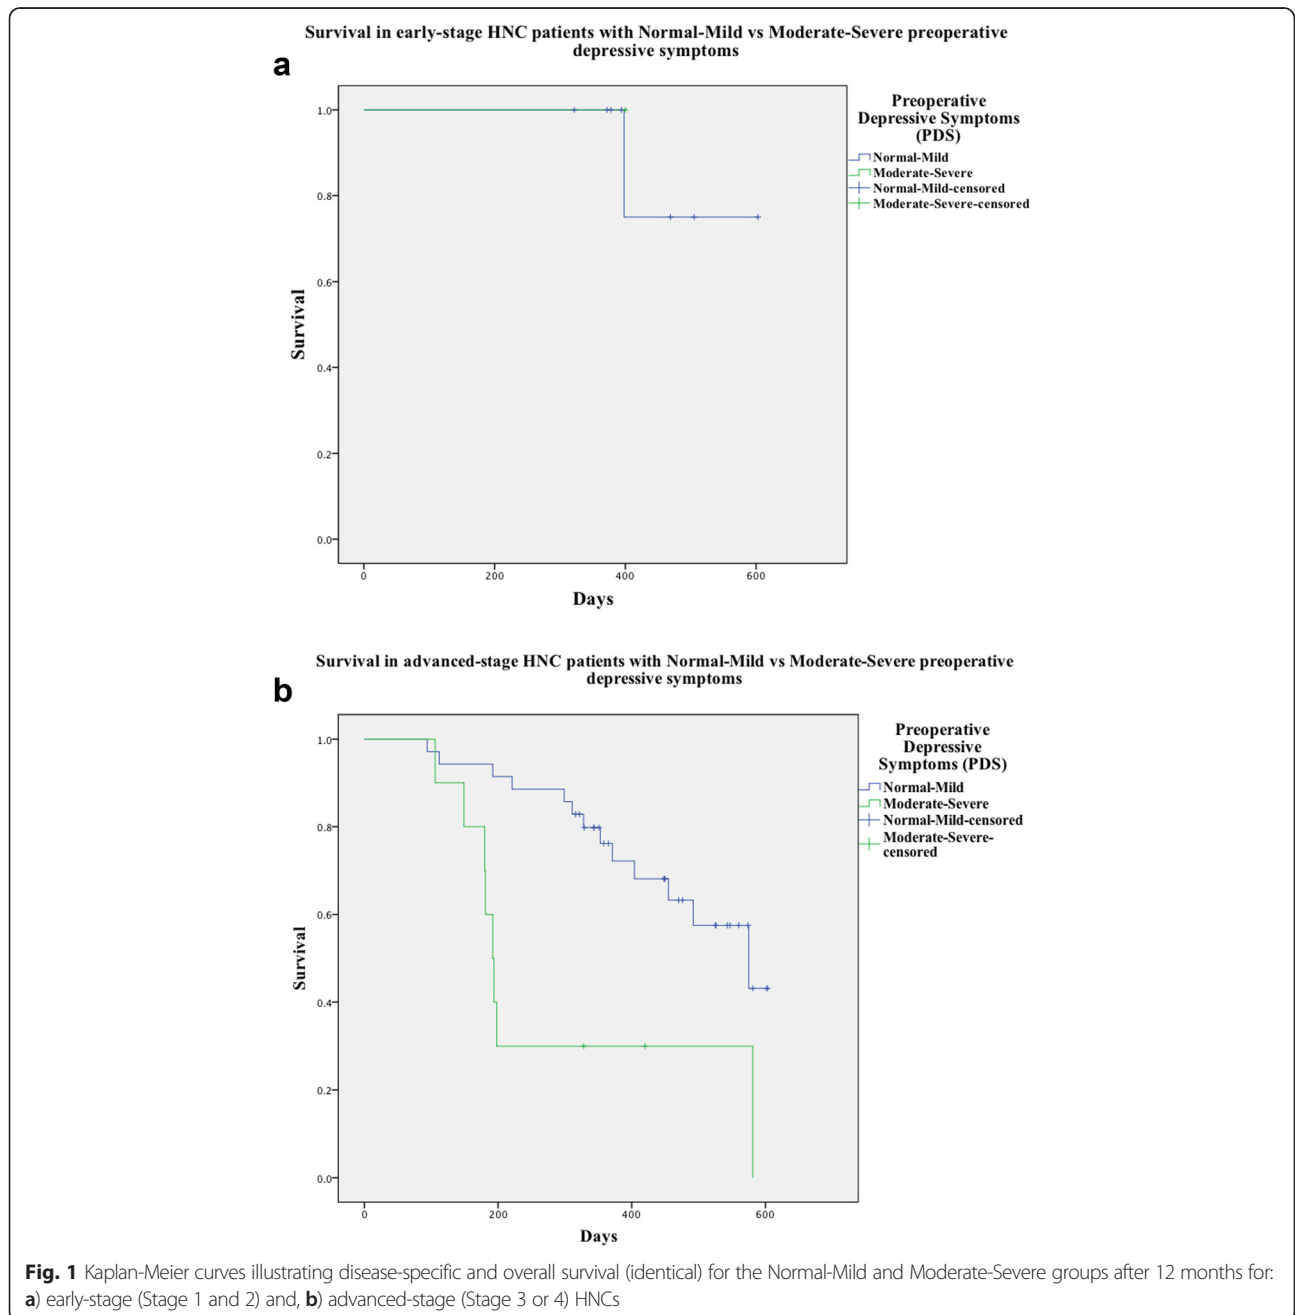 Survival in early-stage HNC patients with Normal-Mild vs Moderate-Severe preoperative
depressive symptoms
a
Preoperative
Depressive Symptoms
(PDS)
Normal-Mild
Moderate-Severe
Normal-Mild-censored
Moderate-Severe-censored
1.0
0.8
0.6
0.4
0.2
0.0
Survival
0 200 400 600
Days
Survival in advanced-stage HNC patients with Normal-Mild vs Moderate-Severe preoperative
depressive symptoms
b
Preoperative
Depressive
Symptoms (PDS)
Normal-Mild
Moderate-Severe
Normal-Mild-censored
Moderate-Severe-
censored
1.0
0.8
0.6
0.4
0.2
0.0
Survival
0 200 400 600
Days
Fig. 1 Kaplan-Meier curves illustrating disease-specific and overall survival (identical) for the Normal-Mild and Moderate-Severe groups after 12 months for:
a) early-stage (Stage 1 and 2) and, b) advanced-stage (Stage 3 or 4) HNCs